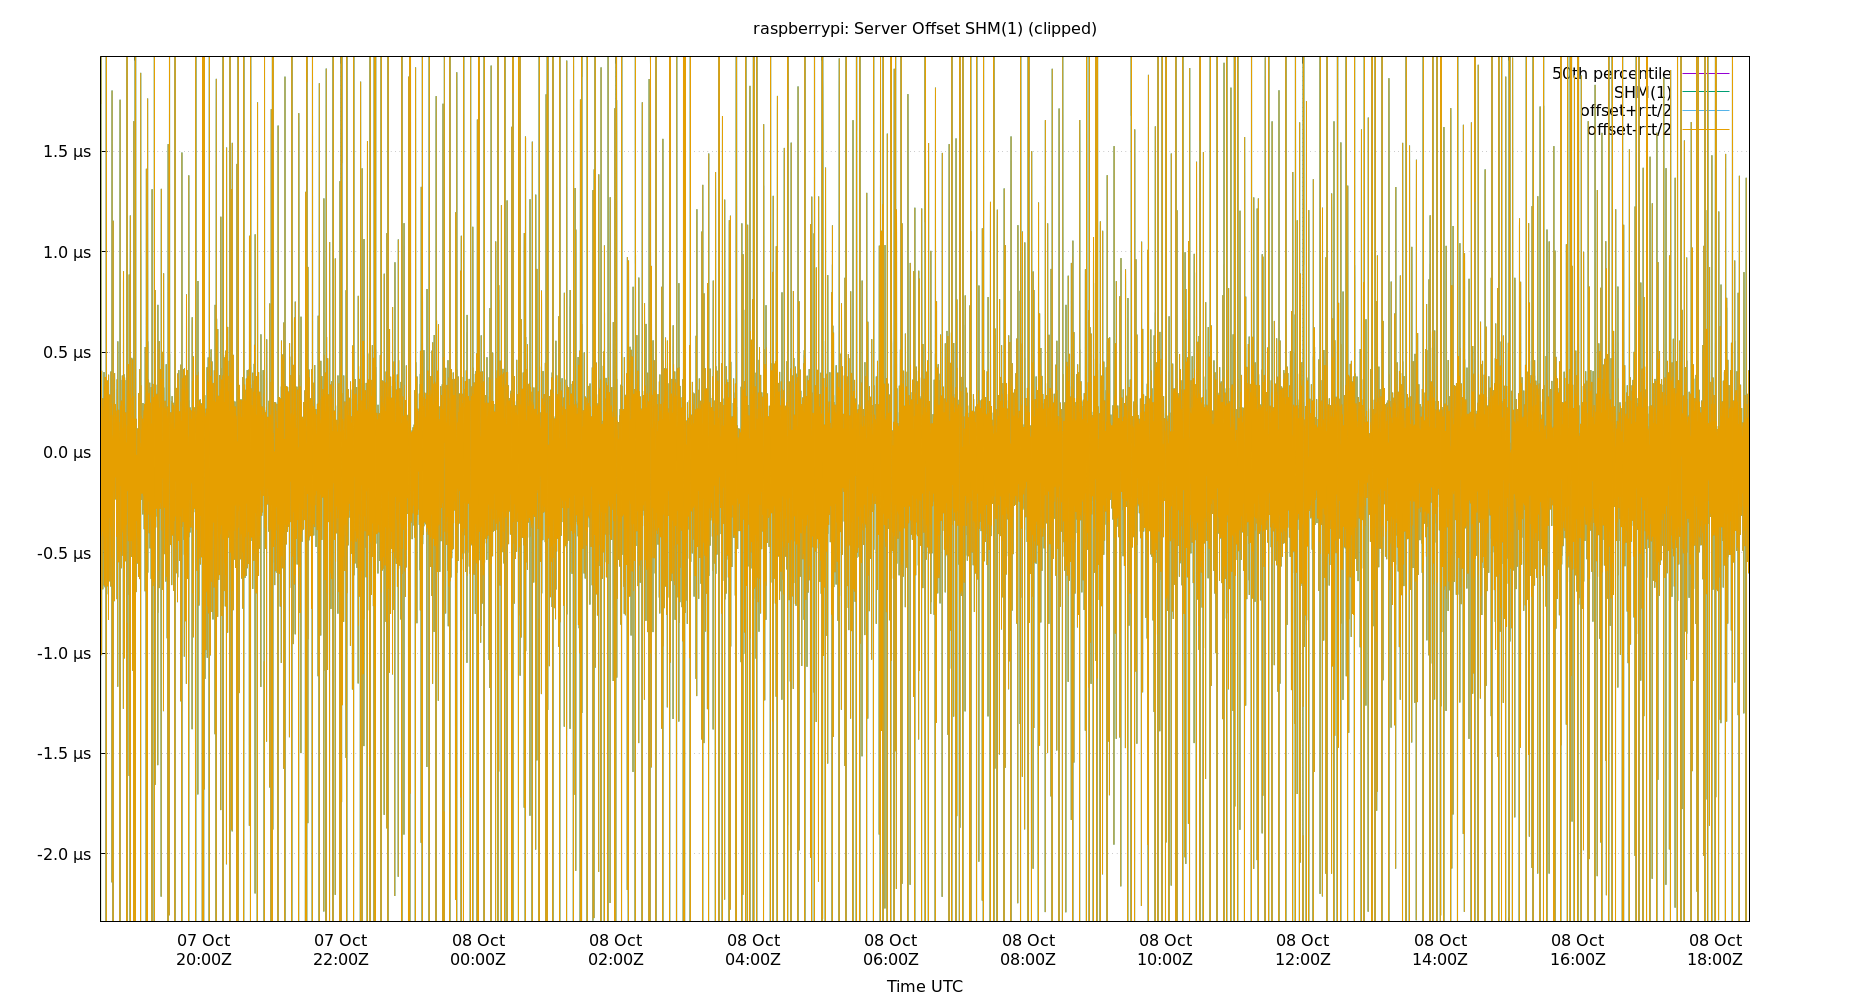 raspberrypi: Server Offset SHM(1) (clipped)
50th percentile
SHM(1)
offset+rtt/2
offset-rtt/2
1.5 µs
1.0 µs
0.5 µs
0.0 µs
-0.5 µs
-1.0 µs
-1.5 µs
-2.0 µs
07 Oct 07 Oct 08 Oct 08 Oct 08 Oct 08 Oct 08 Oct 08 Oct 08 Oct 08 Oct 08 Oct 08 Oct
20:00Z 22:00Z 00:00Z 02:00Z 04:00Z 06:00Z 08:00Z 10:00Z 12:00Z 14:00Z 16:00Z 18:00Z
Time UTC